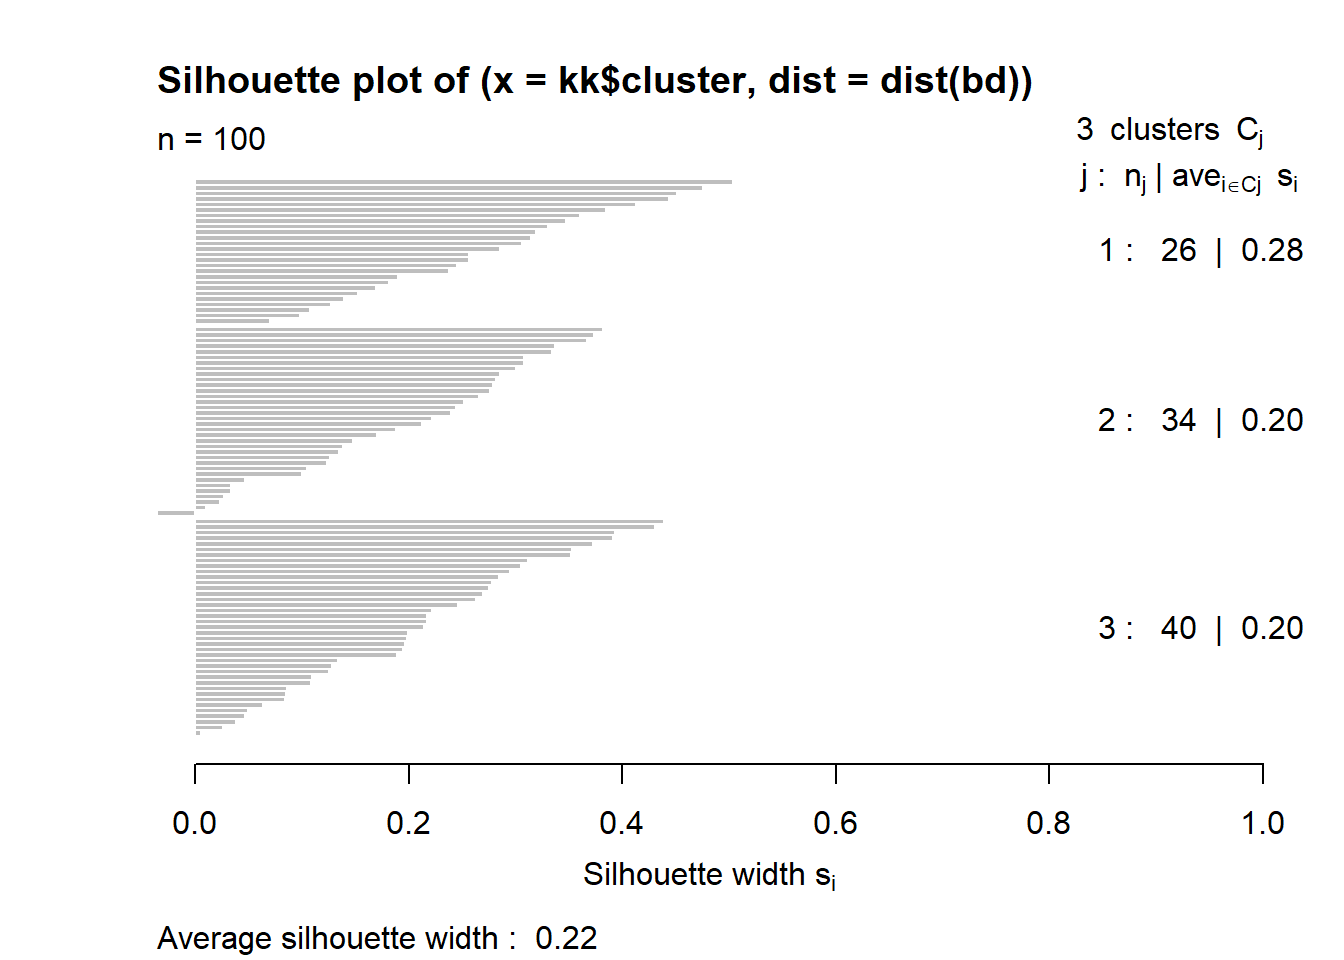 Silhouette plot of (x = kk$cluster, dist = dist(bd))
n = 100
3 clusters Cj
j : nj | avei∈Cj si
1 : 26 | 0.28
2 : 34 | 0.20
3 : 40 | 0.20
0.0 0.2 0.4 0.6 0.8 1.0
Silhouette width si
Average silhouette width : 0.22